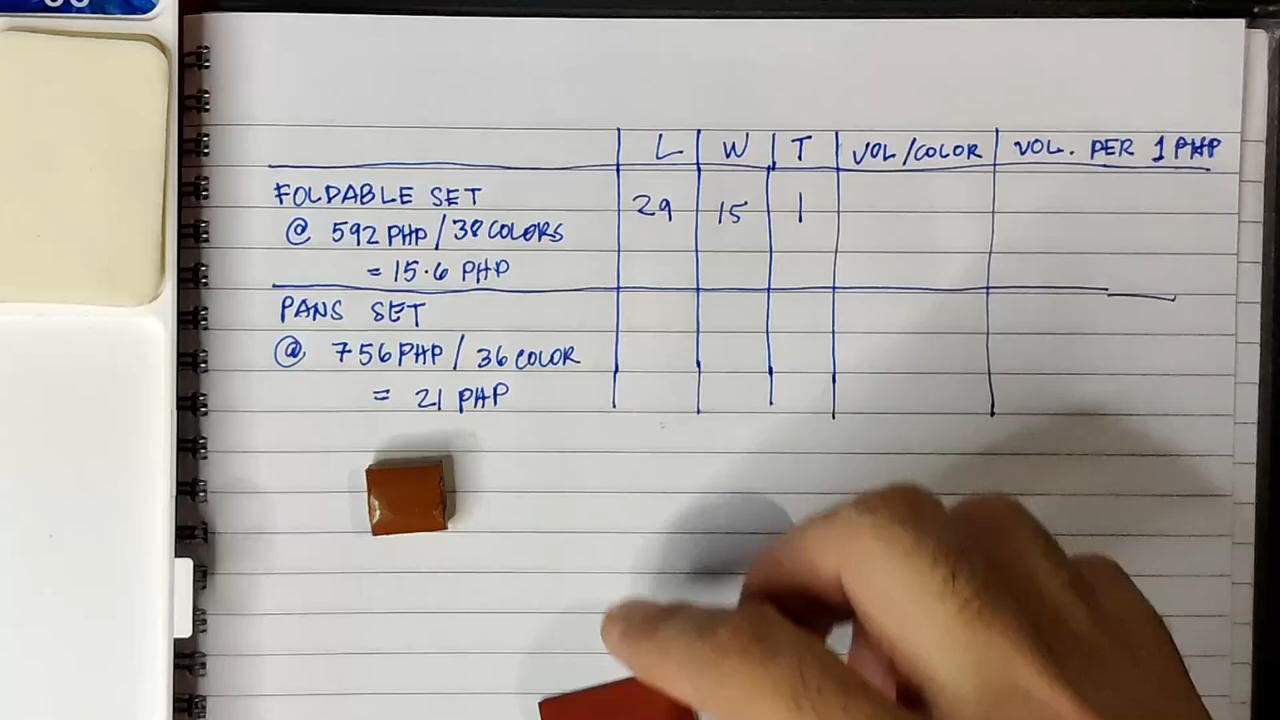 L W T VOL/COLOR VOL. PER 1 PHP
FOLDABLE SET 29 15 1
@ 592 PHP / 38 COLORS
= 15.6 PHP
PANS SET
@ 756 PHP / 36 COLOR
= 21 PHP